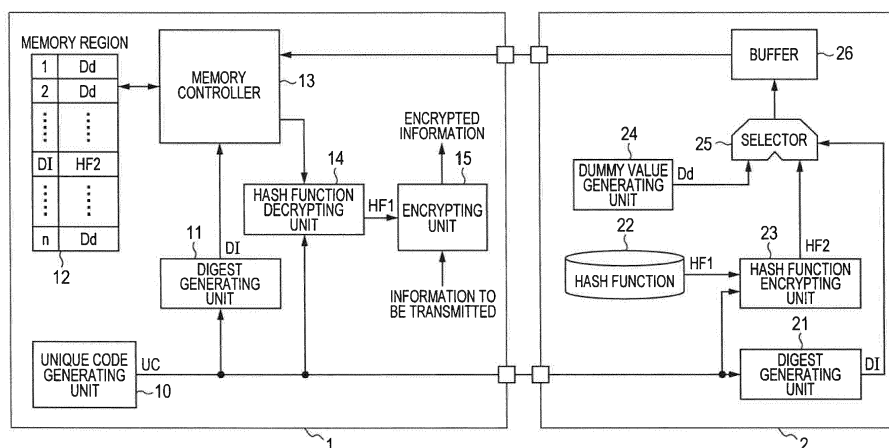 MEMORY REGION
1 Dd
2 Dd
DI HF2
n Dd
12
MEMORY
CONTROLLER
13
ENCRYPTED
INFORMATION
14
15
HASH FUNCTION
DECRYPTING
UNIT
HF1
ENCRYPTING
UNIT
11
DI
DIGEST
GENERATING
UNIT
INFORMATION TO
BE TRANSMITTED
UNIQUE CODE
GENERATING
UNIT
UC
10
1
BUFFER
26
24
25
SELECTOR
DUMMY VALUE
GENERATING
UNIT
Dd
22
23
HF2
HASH FUNCTION
HF1
HASH FUNCTION
ENCRYPTING
UNIT
21
DIGEST
GENERATING
UNIT
DI
2